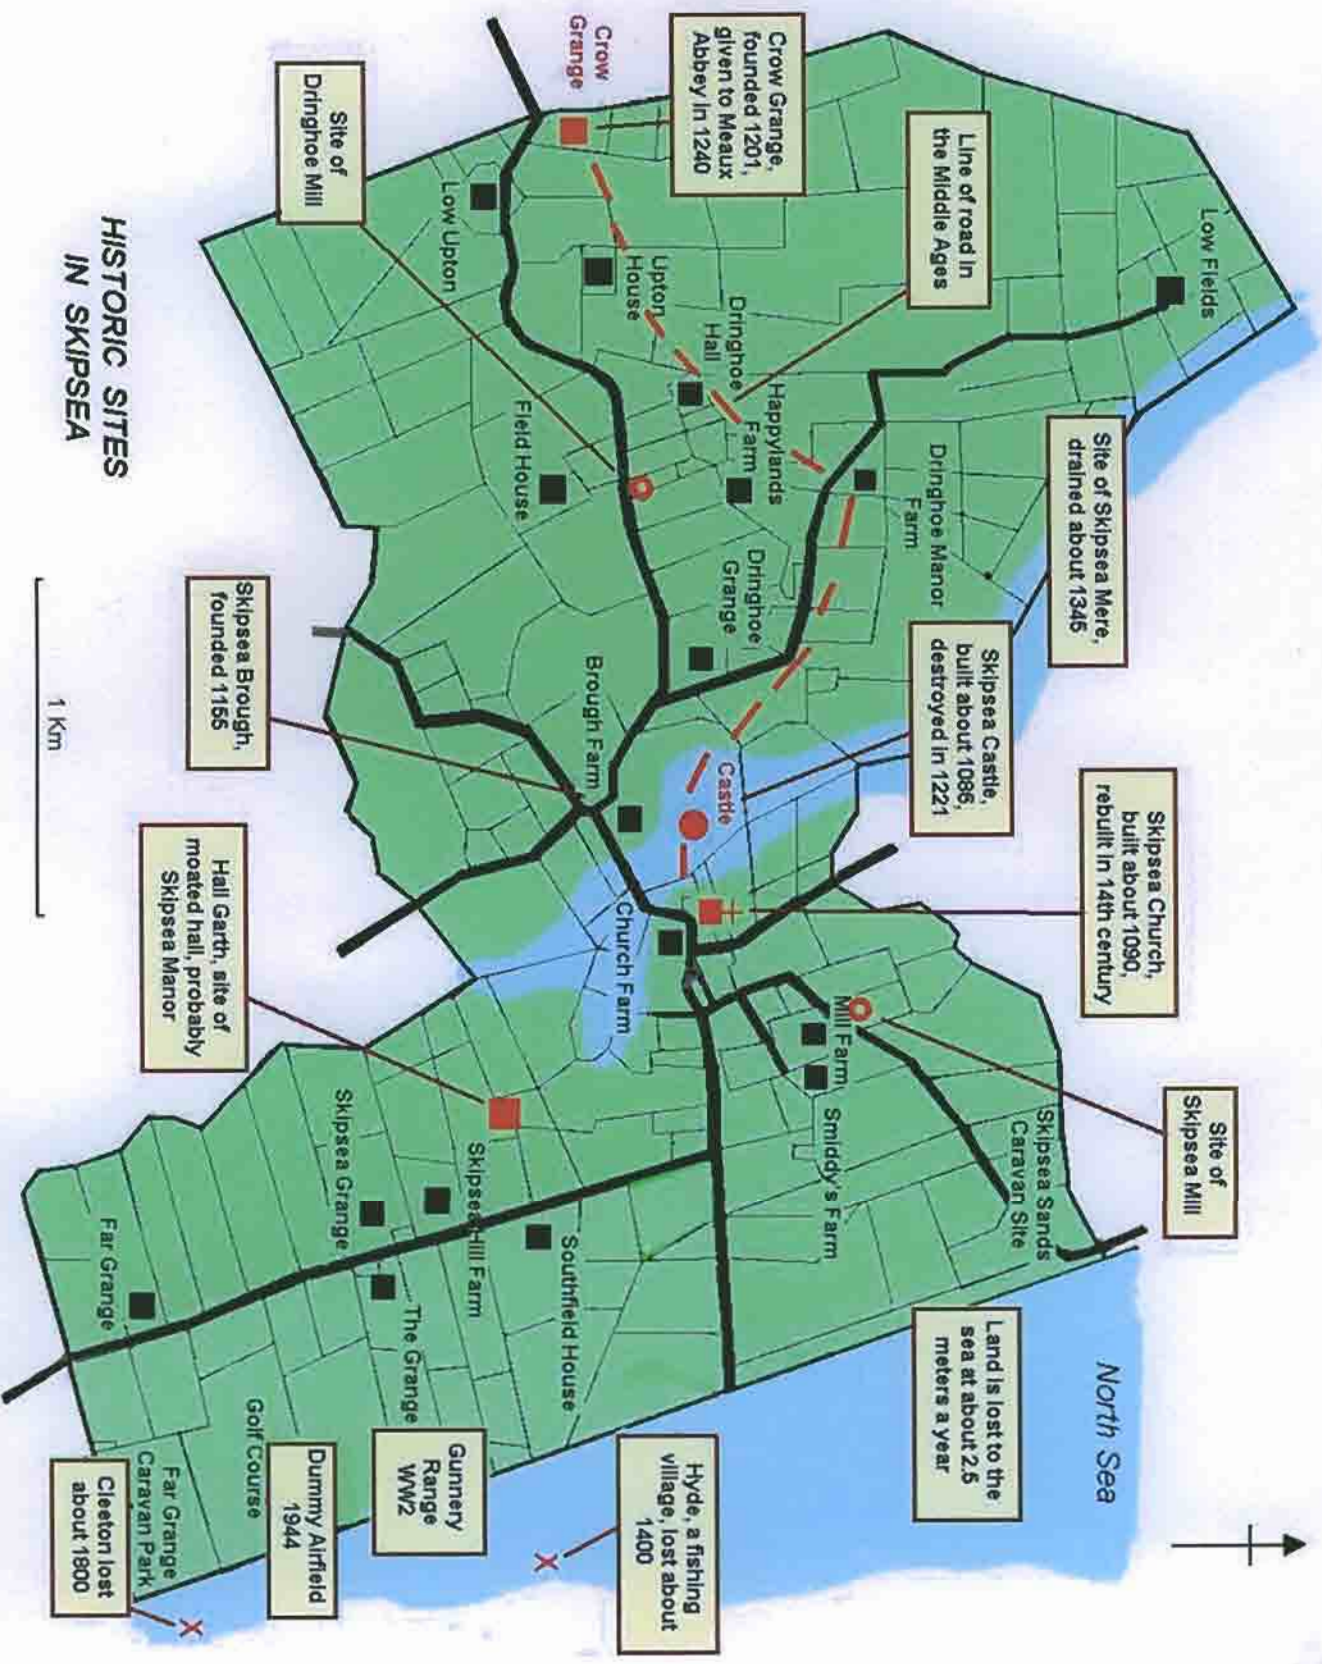 HISTORIC SITES
IN SKIPSEA
1 Km
North Sea
Low Fields
Site of Skipsea Mere,
drained about 1345
Skipsea Church,
built about 1090,
rebuilt in 14th century
Site of
Skipsea Mill
Line of road in
the Middle Ages
Skipsea Castle,
built about 1086,
destroyed in 1221
Land is lost to the
sea at about 2.5
meters a year
Crow Grange,
founded 1201,
given to Meaux
Abbey in 1240
Crow
Grange
Dringhoe Manor
Farm
Skipsea Sands
Caravan Site
Happylands
Farm
Dringhoe
Hall
Dringhoe
Grange
Mill Farm
Smiddy's Farm
Castle
Upton
House
Church Farm
Brough Farm
Hyde, a fishing
village, lost about
1400
Southfield House
Field House
Low Upton
Skipsea Hill Farm
Gunnery
Range
WW2
The Grange
Skipsea Grange
Site of
Dringhoe Mill
Dummy Airfield
1944
Golf Course
Skipsea Brough,
founded 1155
Hall Garth, site of
moated hall, probably
Skipsea Manor
Far Grange
Far Grange
Caravan Park
Cleeton lost
about 1800